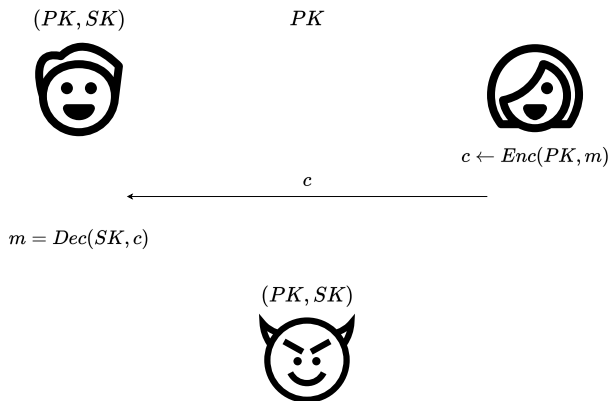 (PK, SK)
PK
c ← Enc(PK, m)
c
m = Dec(SK, c)
(PK, SK)